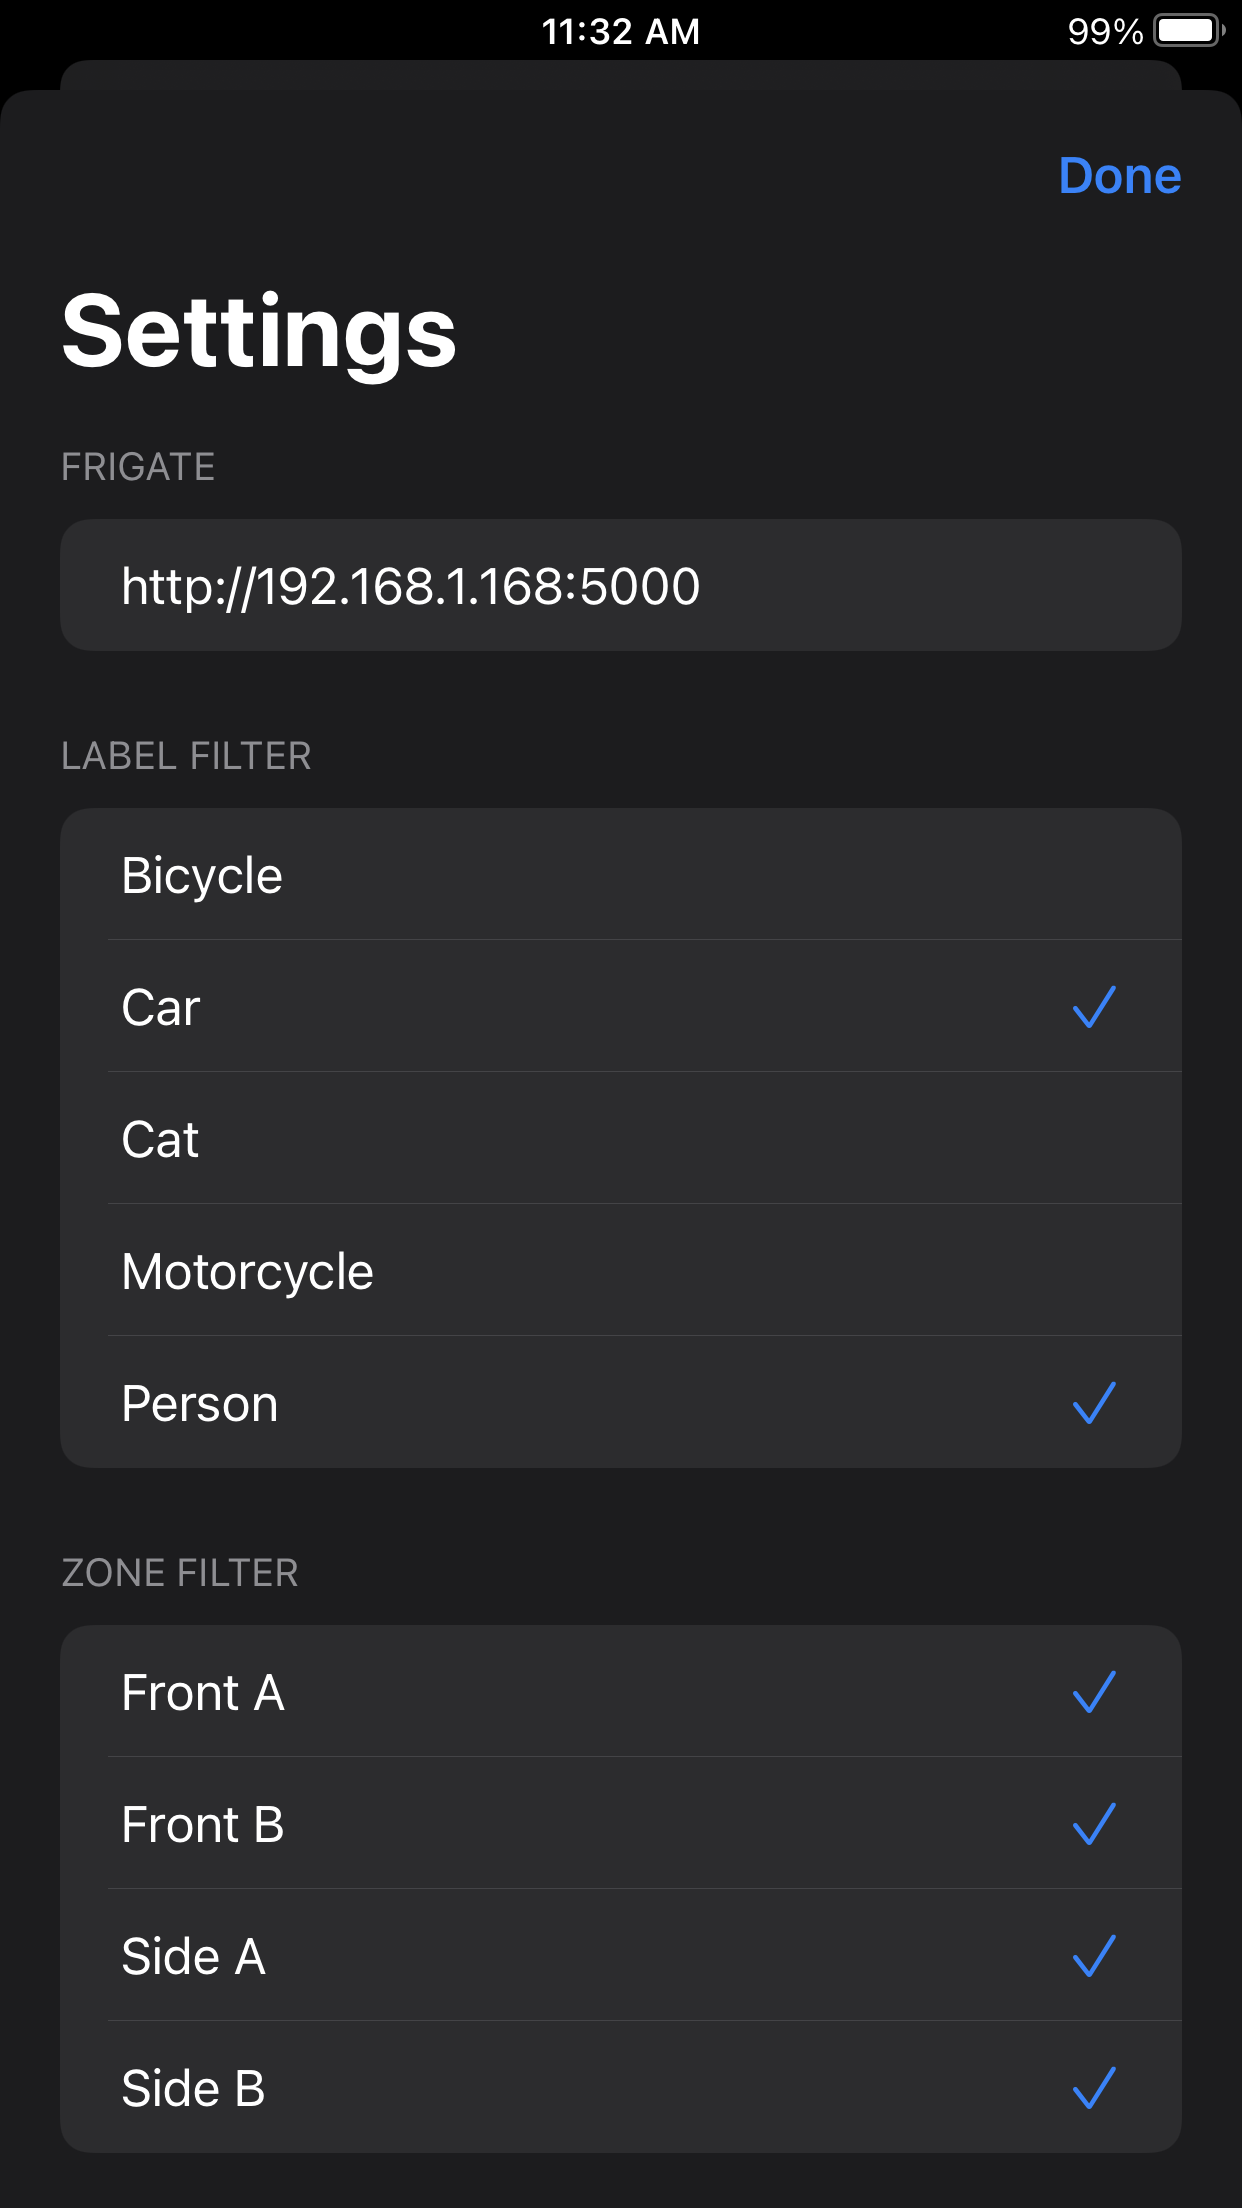 11:32 AM
99%
Done
Settings
FRIGATE
http://192.168.1.168:5000
LABEL FILTER
Bicycle
Car
Cat
Motorcycle
Person
ZONE FILTER
Front A
Front B
Side A
Side B